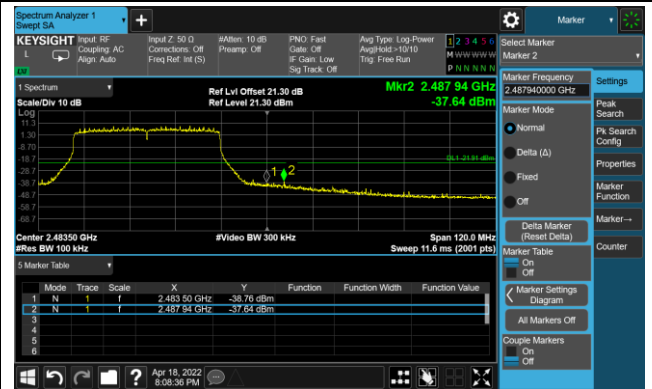 Spectrum Analyzer 1
Swept SA
Marker
KEYSIGHT
L
Input: RF
Coupling: AC
Align: Auto
Input Z: 50 Ω
Corrections: Off
Freq Ref: Int (S)
#Atten: 10 dB
Preamp: Off
PNO: Fast
Gate: Off
IF Gain: Low
Sig Track: Off
Avg Type: Log-Power
Avg|Hold:>10/10
Trig: Free Run
1 2 3 4 5 6
M W W W W W
P N N N N N
Select Marker
Marker 2
1 Spectrum
Scale/Div 10 dB
Ref Lvl Offset 21.30 dB
Ref Level 21.30 dBm
Mkr2 2.487 94 GHz
-37.64 dBm
Log
11.3
1.30
-8.70
-18.7
-28.7
-38.7
-48.7
-58.7
-68.7
DL1 -21.91 dBm
1
2
Center 2.48350 GHz
#Res BW 100 kHz
#Video BW 300 kHz
Span 120.0 MHz
Sweep 11.6 ms (2001 pts)
5 Marker Table
Mode Trace Scale X Y Function Function Width Function Value
1 N 1 f 2.483 50 GHz -38.76 dBm
2 N 1 f 2.487 94 GHz -37.64 dBm
3
4
5
6
Apr 18, 2022
8:08:36 PM
Marker Frequency
2.487940000 GHz
Marker Mode
Normal
Delta (Δ)
Fixed
Off
Delta Marker
(Reset Delta)
Marker Table
On
Off
Marker Settings
Diagram
All Markers Off
Couple Markers
On
Off
Settings
Peak
Search
Pk Search
Config
Properties
Marker
Function
Marker→
Counter